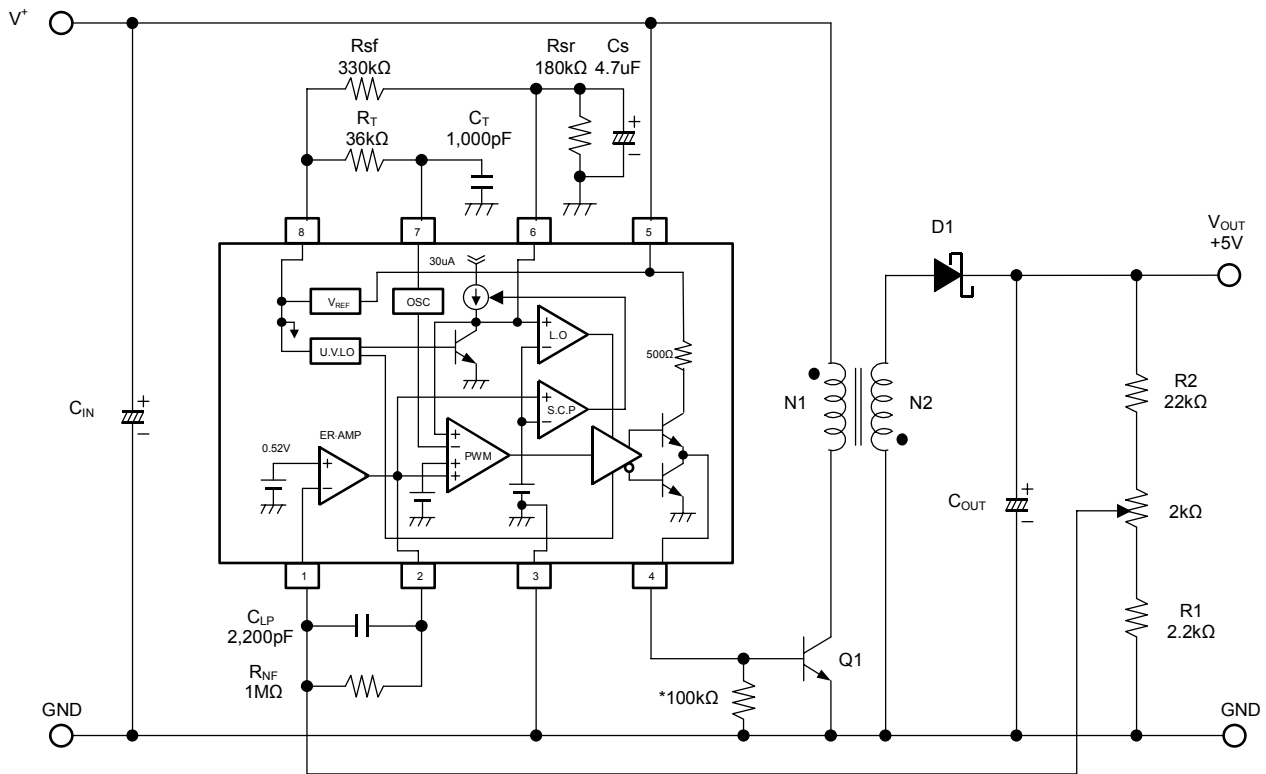 V+
Rsf
330kΩ
Rsr
180kΩ
Cs
4.7uF
RT
36kΩ
CT
1,000pF
8
7
6
5
30uA
VREF
OSC
U.V.LO
L.O
S.C.P
500Ω
0.52V
ER·AMP
PWM
CIN
D1
VOUT
+5V
N1
N2
R2
22kΩ
COUT
2kΩ
R1
2.2kΩ
1
2
3
4
CLP
2,200pF
RNF
1MΩ
Q1
*100kΩ
GND
GND